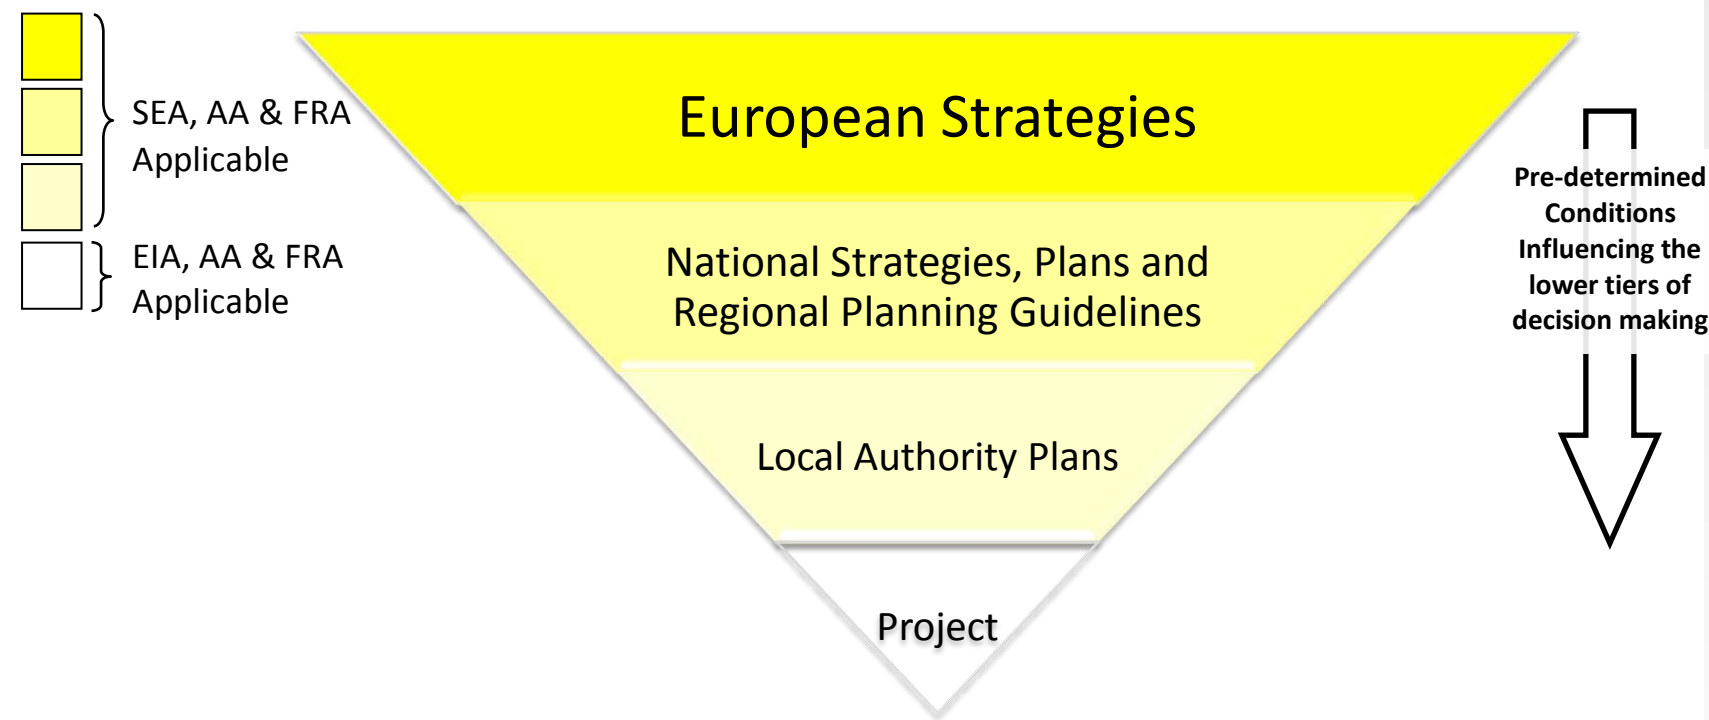 SEA, AA & FRA
Applicable
EIA, AA & FRA
Applicable
European Strategies
National Strategies, Plans and
Regional Planning Guidelines
Local Authority Plans
Project
Pre-determined
Conditions
Influencing the
lower tiers of
decision making